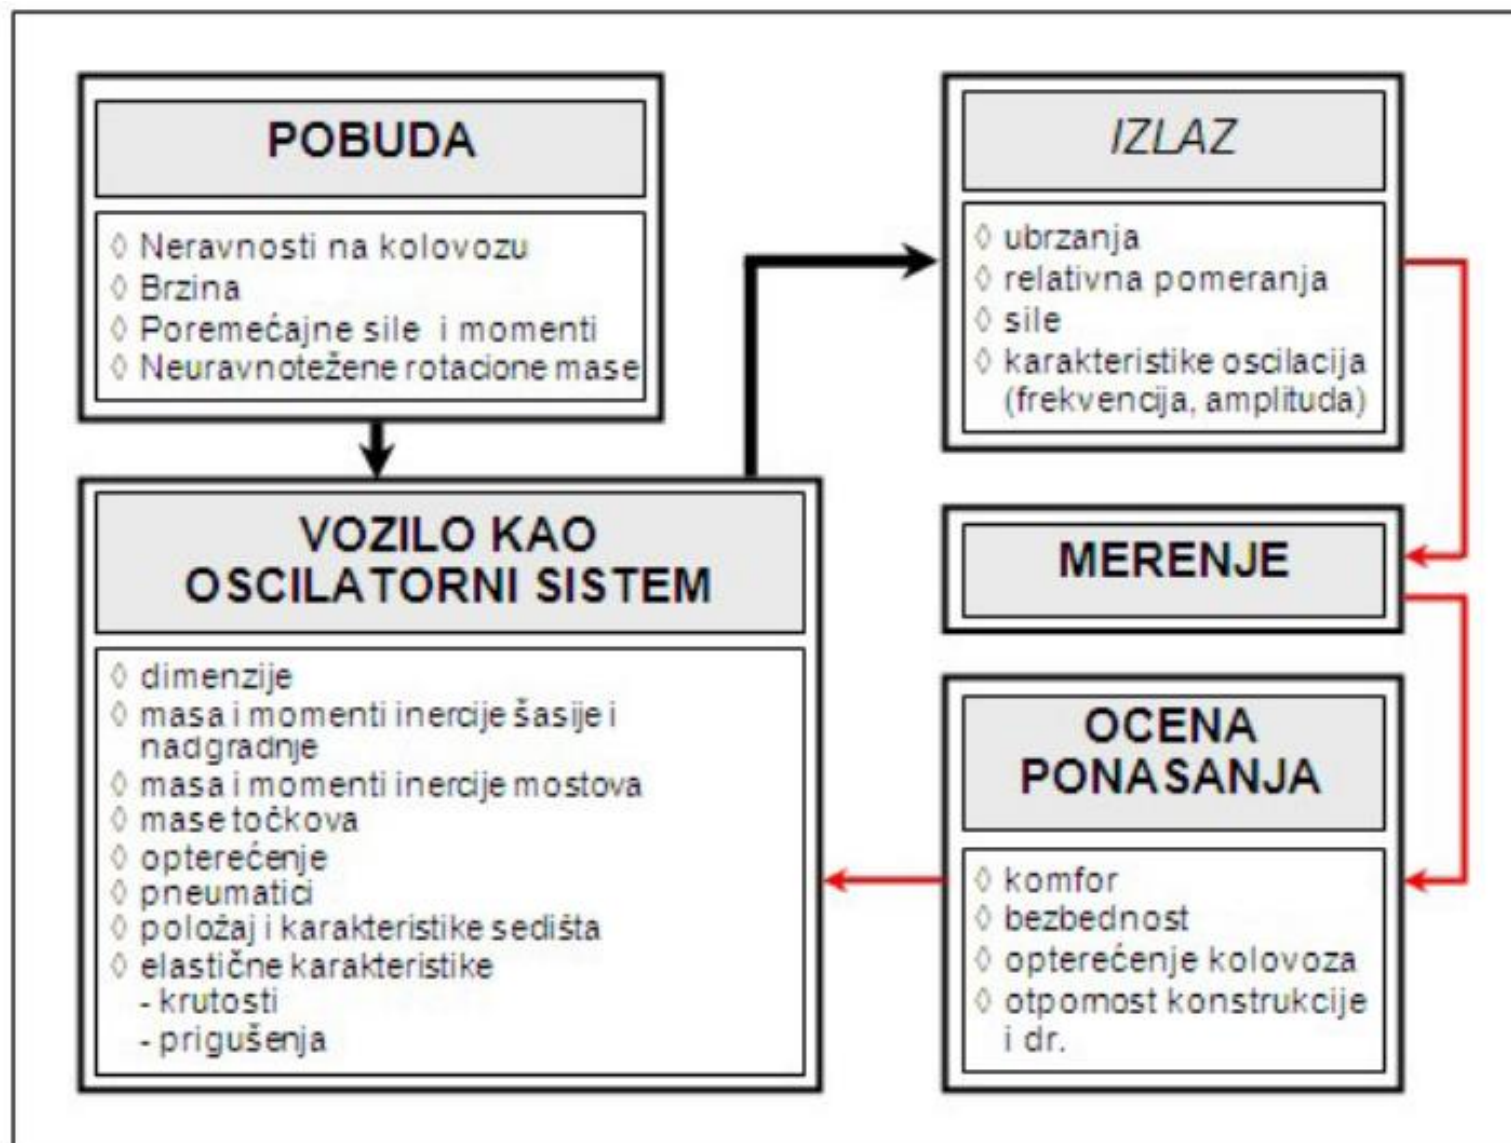 POBUDA
◊ Neravnosti na kolovozu
◊ Brzina
◊ Poremećajne sile i momenti
◊ Neuravnotežene rotacione mase
VOZILO KAO
OSCILATORNI SISTEM
◊ dimenzije
◊ masa i momenti inercije šasije i
nadgradnje
◊ masa i momenti inercije mostova
◊ mase točkova
◊ opterećenje
◊ pneumatici
◊ položaj i karakteristike sedišta
◊ elastične karakteristike
- krutosti
- prigušenja
IZLAZ
◊ ubrzanja
◊ relativna pomeranja
◊ sile
◊ karakteristike oscilacija
(frekvencija, amplituda)
MERENJE
OCENA
PONASANJA
◊ komfor
◊ bezbednost
◊ opterećenje kolovoza
◊ otpornost konstrukcije
i dr.